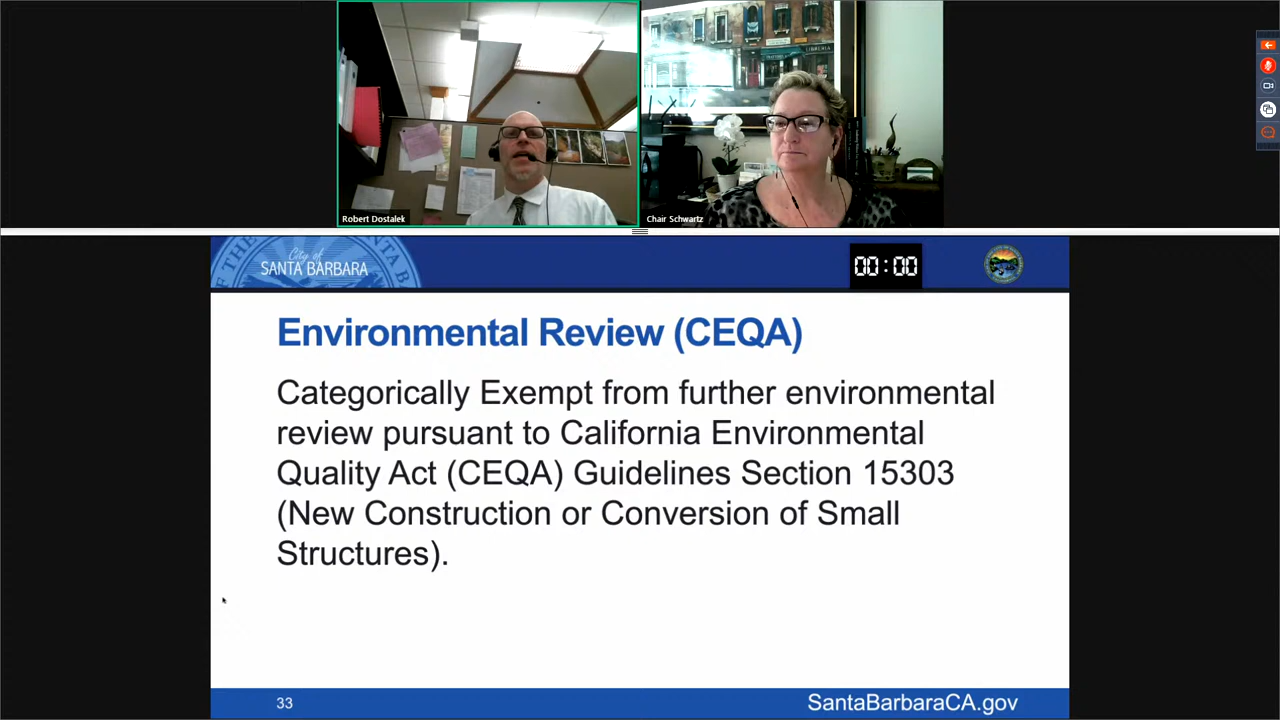 LIBRERIA
Robert Dostalek
Chair Schwartz
City of
SANTA BARBARA
00:00
Environmental Review (CEQA)
Categorically Exempt from further environmental
review pursuant to California Environmental
Quality Act (CEQA) Guidelines Section 15303
(New Construction or Conversion of Small
Structures).
33
SantaBarbaraCA.gov